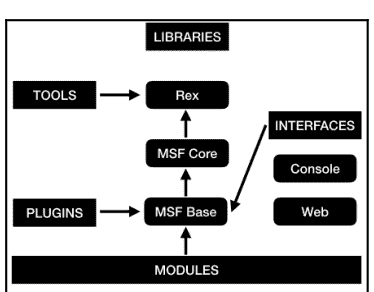 LIBRARIES
TOOLS
Rex
INTERFACES
MSF Core
Console
PLUGINS
MSF Base
Web
MODULES